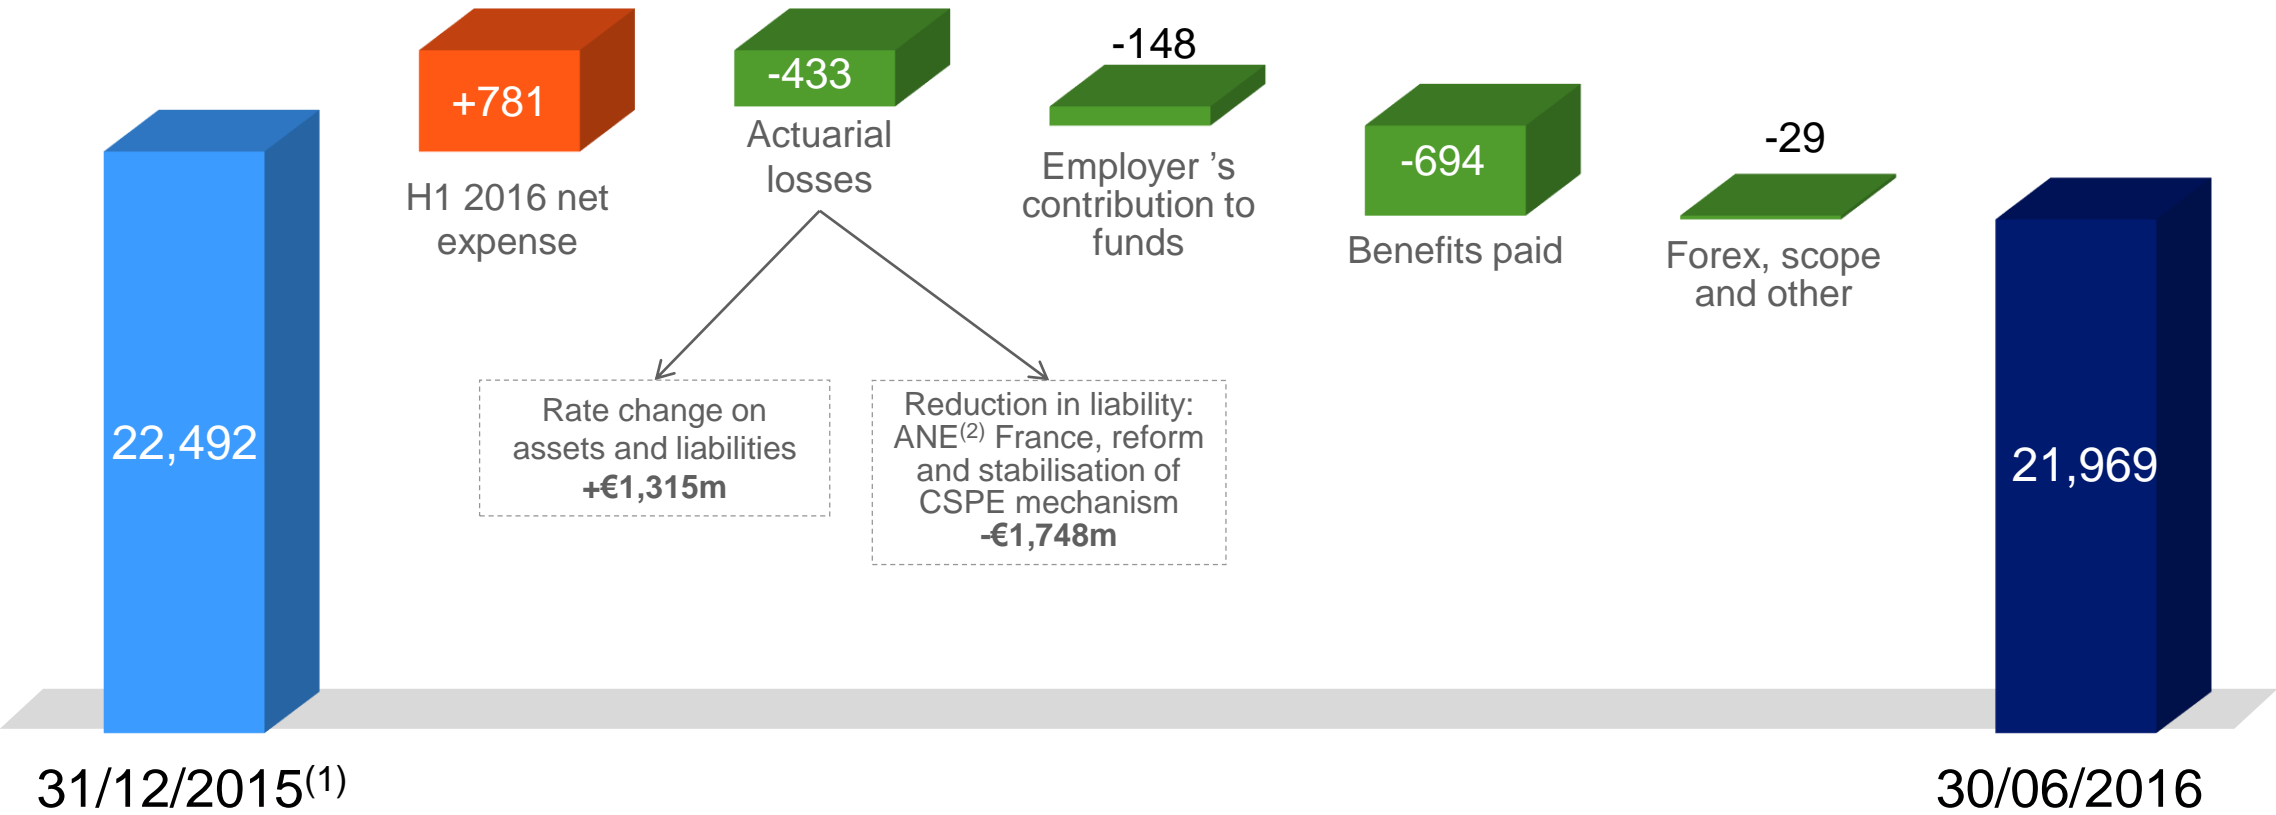 +781
H1 2016 net
expense
-433
Actuarial
losses
-148
Employer ’s
contribution to
funds
-694
Benefits paid
-29
Forex, scope
and other
22,492
Rate change on
assets and liabilities
+€1,315m
Reduction in liability:
ANE(2) France, reform
and stabilisation of
CSPE mechanism
-€1,748m
21,969
31/12/2015(1)
30/06/2016